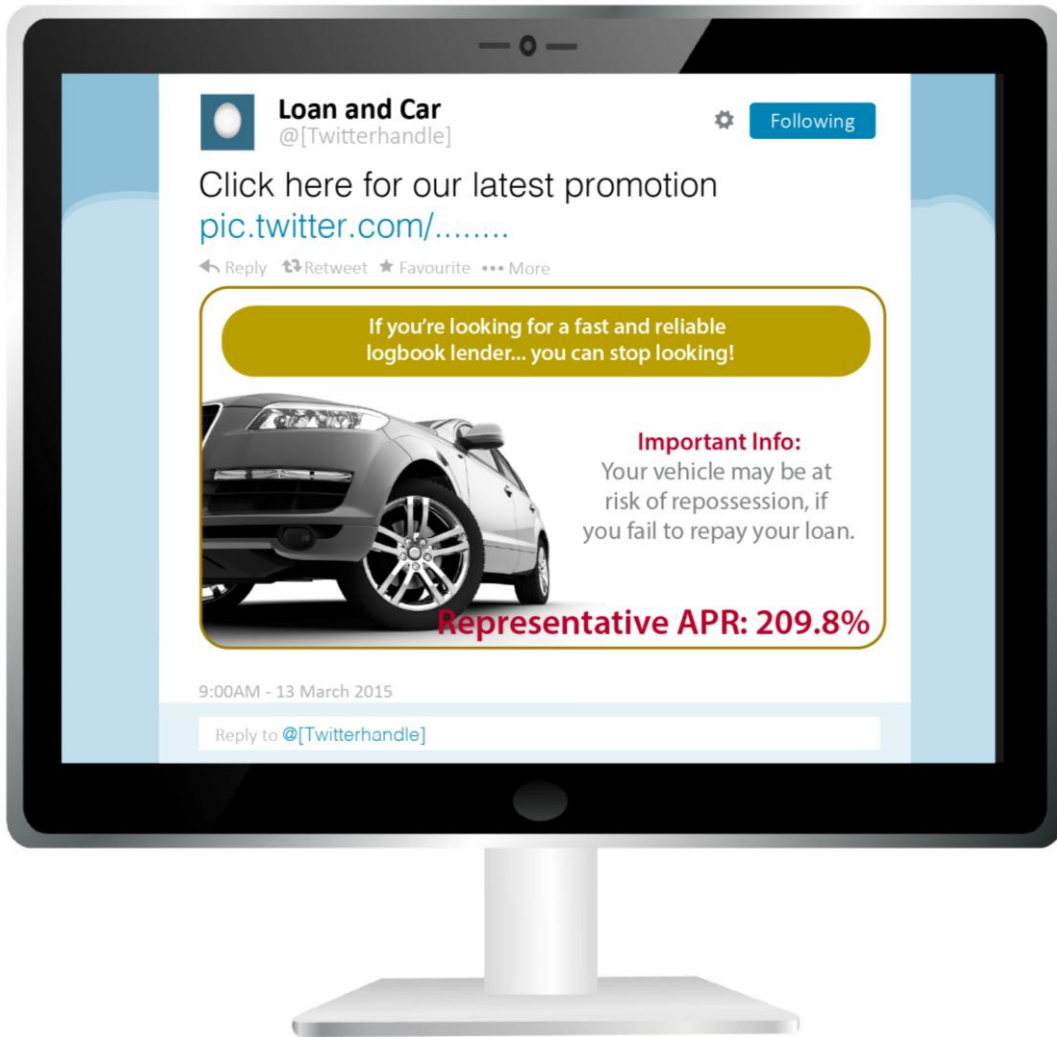 Loan and Car
@[Twitterhandle]
Following
Click here for our latest promotion
pic.twitter.com/........
Reply Retweet Favourite More
If you're looking for a fast and reliable
logbook lender... you can stop looking!
Important Info:
Your vehicle may be at
risk of repossession, if
you fail to repay your loan.
Representative APR: 209.8%
9:00AM - 13 March 2015
Reply to @[Twitterhandle]